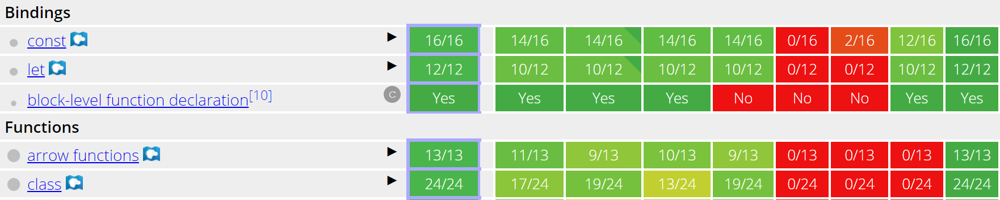 Bindings
const ▶ 16/16 14/16 14/16 14/16 14/16 0/16 2/16 12/16 16/16
let ▶ 12/12 10/12 10/12 10/12 10/12 0/12 0/12 10/12 12/12
block-level function declaration[10] C Yes Yes Yes Yes No No No Yes Yes
Functions
arrow functions ▶ 13/13 11/13 9/13 10/13 9/13 0/13 0/13 0/13 13/13
class ▶ 24/24 17/24 19/24 13/24 19/24 0/24 0/24 0/24 24/24